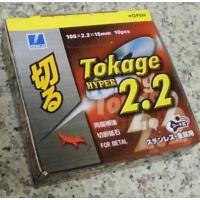 ◀OPEN
105×2.2×15mm 10pcs
切る
Tokage
HYPER 2.2
両面補強
切断砥石
FOR METAL
ステンレス・金属用